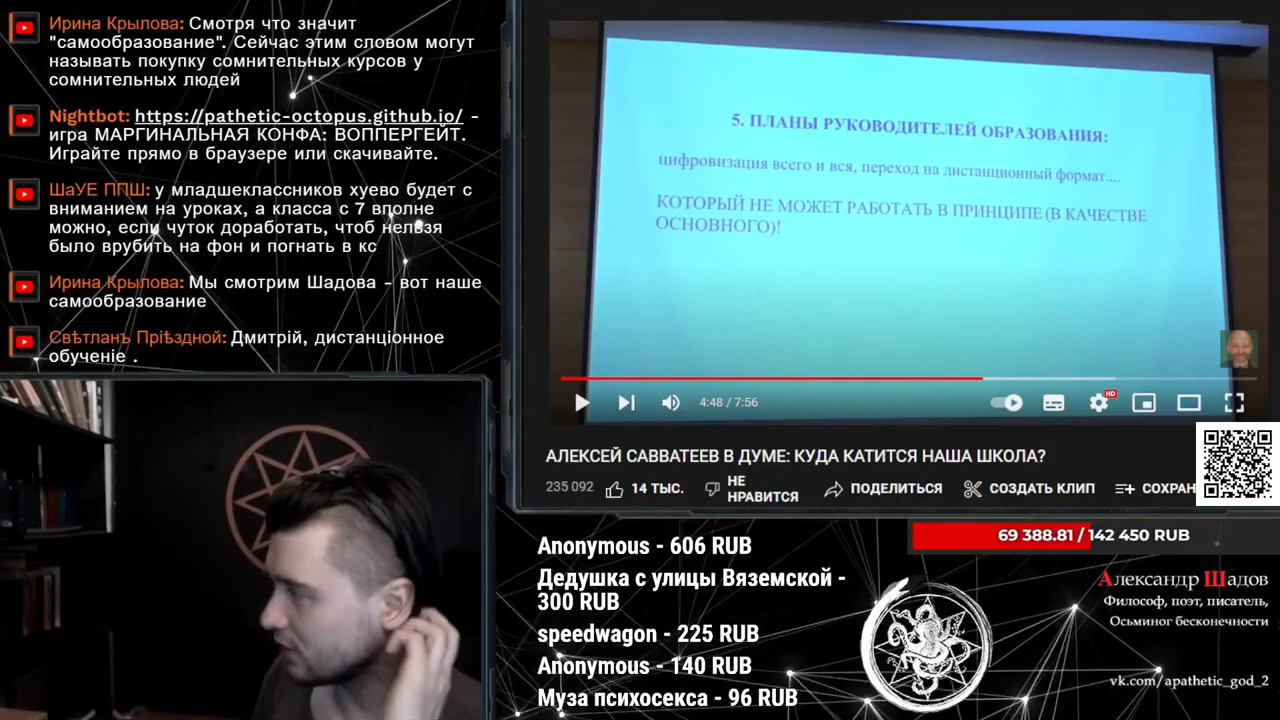 Ирина Крылова: Смотря что значит
"самообразование". Сейчас этим словом могут
называть покупку сомнительных курсов у
сомнительных людей
Nightbot: https://pathetic-octopus.github.io/ -
игра МАРГИНАЛЬНАЯ КОНФА: ВОППЕРГЕЙТ.
Играйте прямо в браузере или скачивайте.
ШаУЕ ППШ: у младшеклассников хуево будет с
вниманием на уроках, а класса с 7 вполне
можно, если чуток доработать, чтоб нельзя
было врубить на фон и погнать в кс
Ирина Крылова: Мы смотрим Шадова - вот наше
самообразование
Свѣтланъ Прiѣздной: Дмитрiй, дистанцiонное
обученiе .
5. ПЛАНЫ РУКОВОДИТЕЛЕЙ ОБРАЗОВАНИЯ:
цифровизация всего и вся, переход на дистанционный формат....
КОТОРЫЙ НЕ МОЖЕТ РАБОТАТЬ В ПРИНЦИПЕ (В КАЧЕСТВЕ
ОСНОВНОГО)!
4:48 / 7:56
HD
АЛЕКСЕЙ САВВАТЕЕВ В ДУМЕ: КУДА КАТИТСЯ НАША ШКОЛА?
235 092 14 ТЫС. НЕ НРАВИТСЯ ПОДЕЛИТЬСЯ СОЗДАТЬ КЛИП СОХРАН
69 388.81 / 142 450 RUB
Anonymous - 606 RUB
Дедушка с улицы Вяземской -
300 RUB
speedwagon - 225 RUB
Anonymous - 140 RUB
Муза психосекса - 96 RUB
Александр Шадов
Философ, поэт, писатель,
Осьминог бесконечности
vk.com/apathetic_god_2